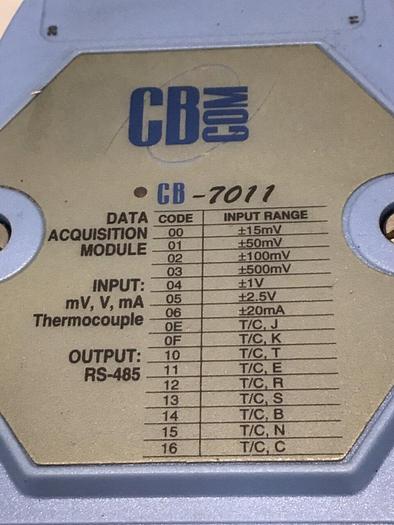 20
11
CB COM
CB-7011
DATA ACQUISITION MODULE
INPUT:
mV, V, mA
Thermocouple
OUTPUT:
RS-485
CODE INPUT RANGE
00 ±15mV
01 ±50mV
02 ±100mV
03 ±500mV
04 ±1V
05 ±2.5V
06 ±20mA
0E T/C, J
0F T/C, K
10 T/C, T
11 T/C, E
12 T/C, R
13 T/C, S
14 T/C, B
15 T/C, N
16 T/C, C